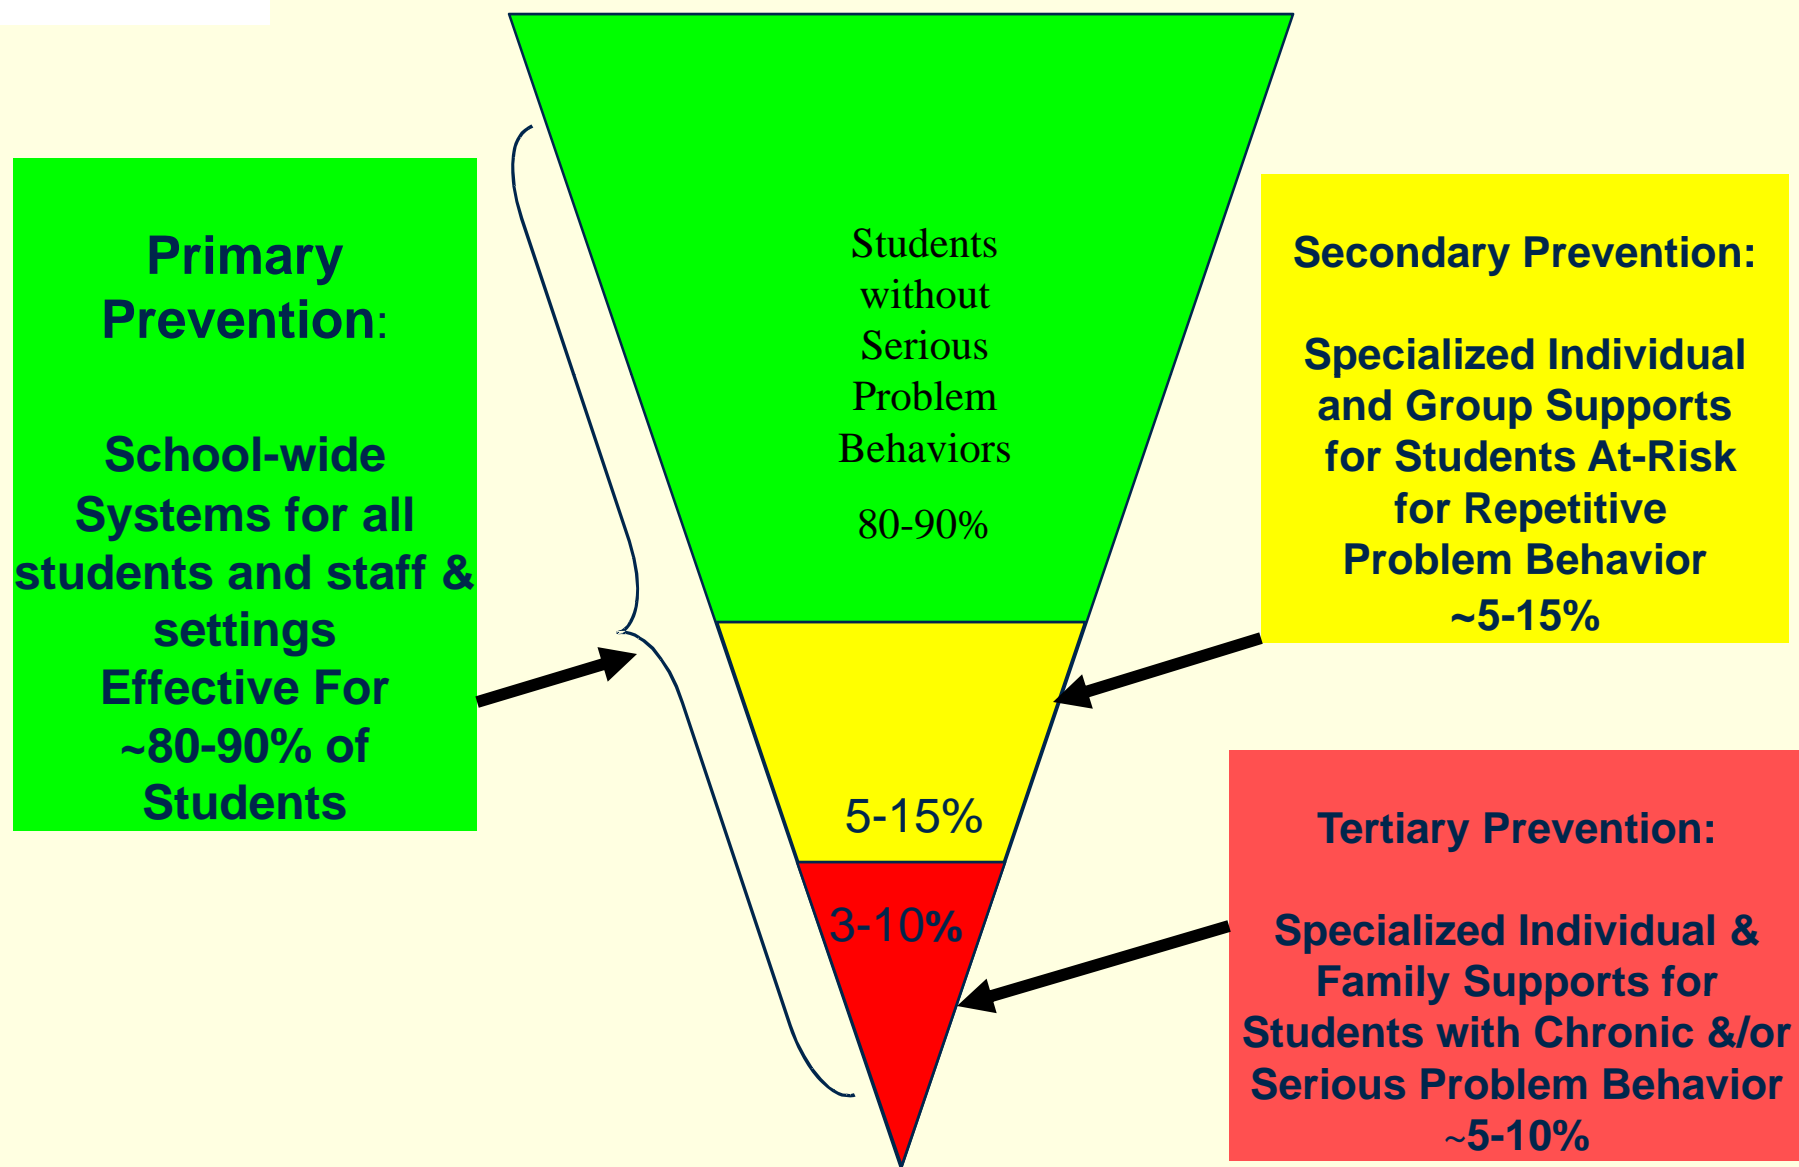 Primary
Prevention:
School-wide
Systems for all
students and staff &
settings
Effective For
~80-90% of
Students
Students
without
Serious
Problem
Behaviors
80-90%
5-15%
3-10%
Secondary Prevention:
Specialized Individual
and Group Supports
for Students At-Risk
for Repetitive
Problem Behavior
~5-15%
Tertiary Prevention:
Specialized Individual &
Family Supports for
Students with Chronic &/or
Serious Problem Behavior
~5-10%